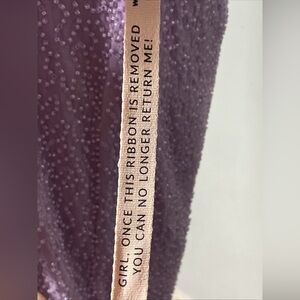 GIRL, ONCE THIS RIBBON IS REMOVED
YOU CAN NO LONGER RETURN ME!